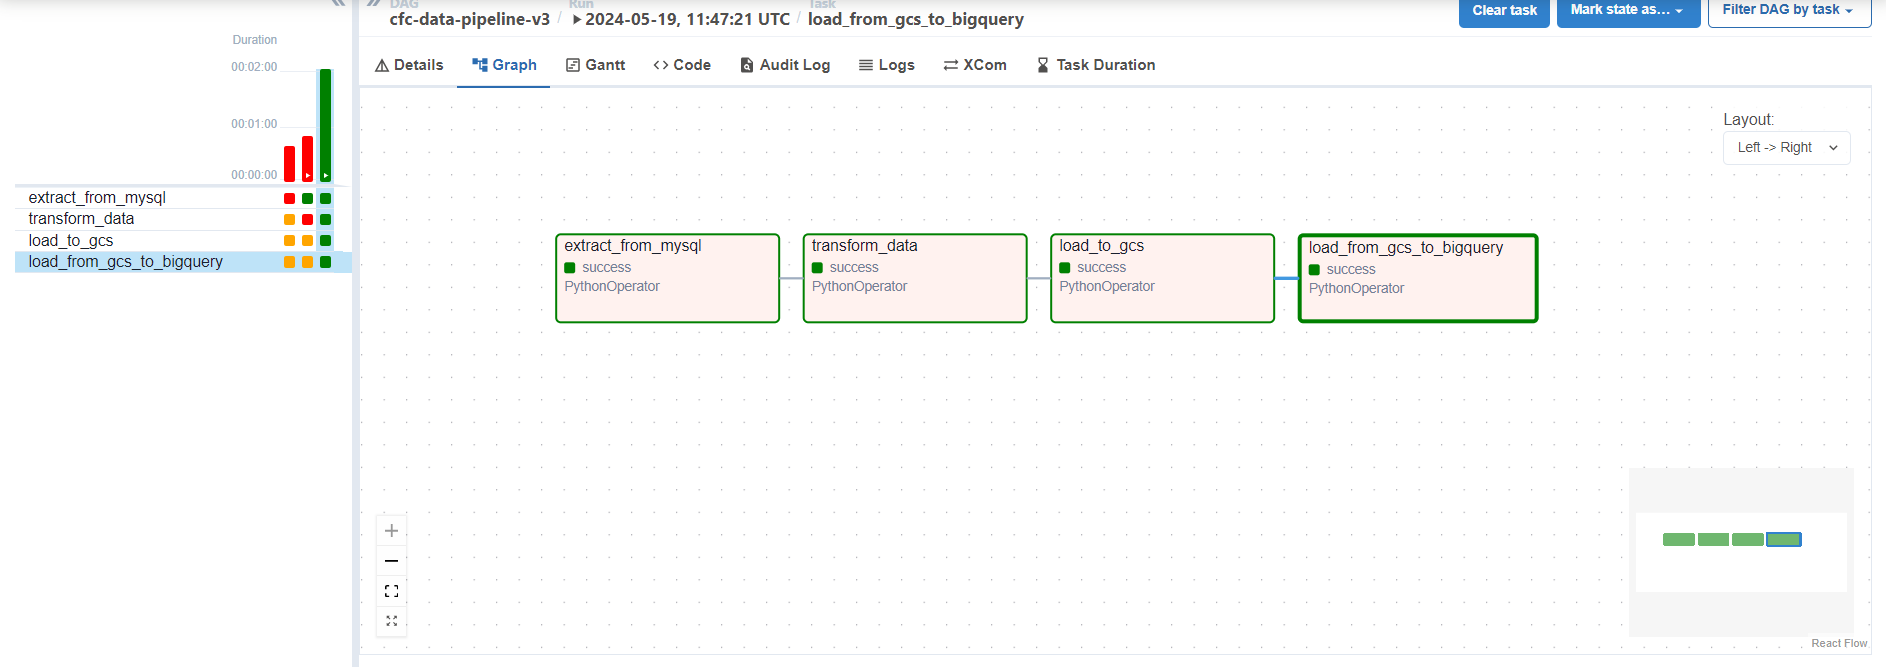 DAG
Run
Task
cfc-data-pipeline-v3 / 2024-05-19, 11:47:21 UTC / load_from_gcs_to_bigquery
Clear task
Mark state as...
Filter DAG by task
Details
Graph
Gantt
Code
Audit Log
Logs
XCom
Task Duration
Duration
00:02:00
00:01:00
00:00:00
extract_from_mysql
transform_data
load_to_gcs
load_from_gcs_to_bigquery
Layout:
Left -> Right
extract_from_mysql
success
PythonOperator
transform_data
success
PythonOperator
load_to_gcs
success
PythonOperator
load_from_gcs_to_bigquery
success
PythonOperator
React Flow